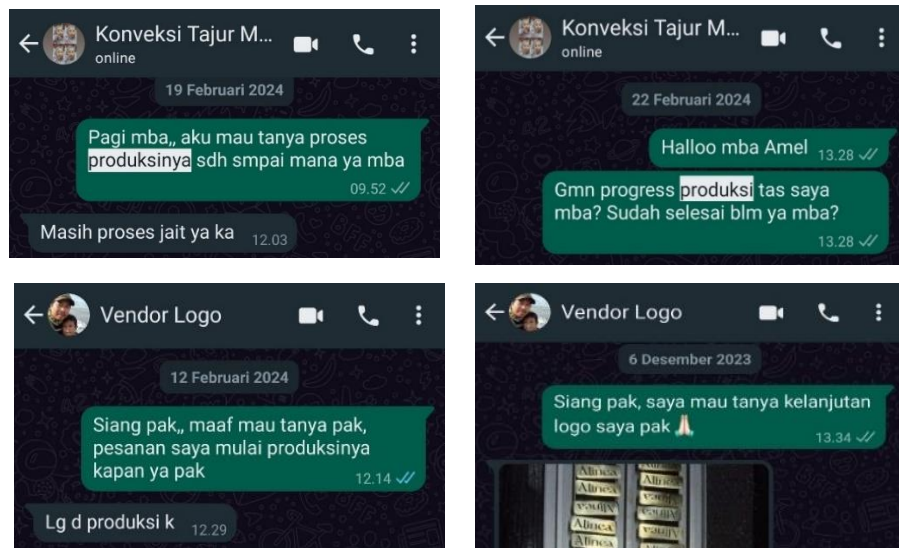 Konveksi Tajur M...
online
19 Februari 2024
Pagi mba,, aku mau tanya proses
produksinya sdh smpai mana ya mba
09.52
Masih proses jait ya ka 12.03
Konveksi Tajur M...
online
22 Februari 2024
Halloo mba Amel 13.28
Gmn progress produksi tas saya
mba? Sudah selesai blm ya mba?
13.28
Vendor Logo
12 Februari 2024
Siang pak,, maaf mau tanya pak,
pesanan saya mulai produksinya
kapan ya pak 12.14
Lg d produksi k 12.29
Vendor Logo
6 Desember 2023
Siang pak, saya mau tanya kelanjutan
logo saya pak 🙏🏻
13.34
Alinea
Alinea
Alinea
Alinea